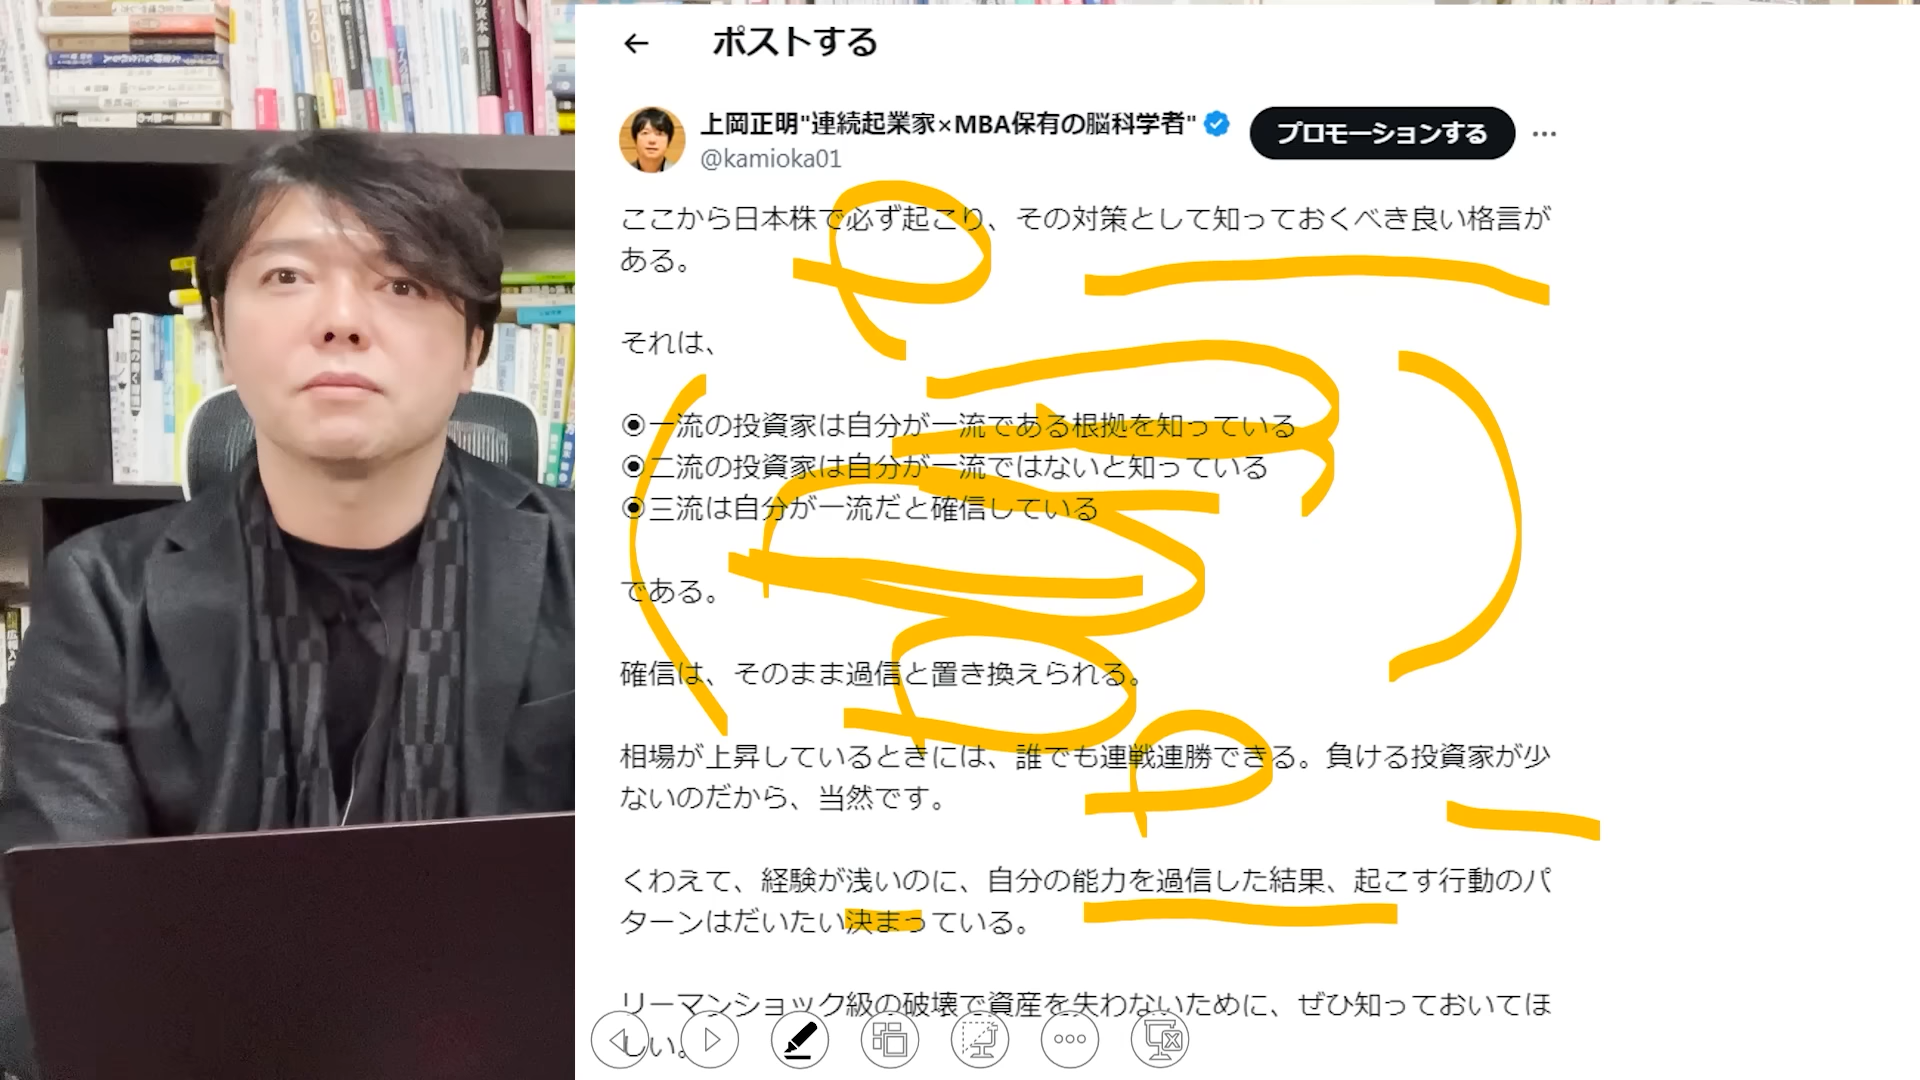 ポストする
上岡正明"連続起業家×MBA保有の脳科学者"
プロモーションする
@kamioka01
ここから日本株で必ず起こり、その対策として知っておくべき良い格言が
ある。
それは、
◉一流の投資家は自分が一流である根拠を知っている
◉二流の投資家は自分が一流ではないと知っている
◉三流は自分が一流だと確信している
である。
確信は、そのまま過信と置き換えられる。
相場が上昇しているときには、誰でも連戦連勝できる。負ける投資家が少
ないのだから、当然です。
くわえて、経験が浅いのに、自分の能力を過信した結果、起こす行動のパ
ターンはだいたい決まっている。
リーマンショック級の破壊で資産を失わないために、ぜひ知っておいてほ
しい。